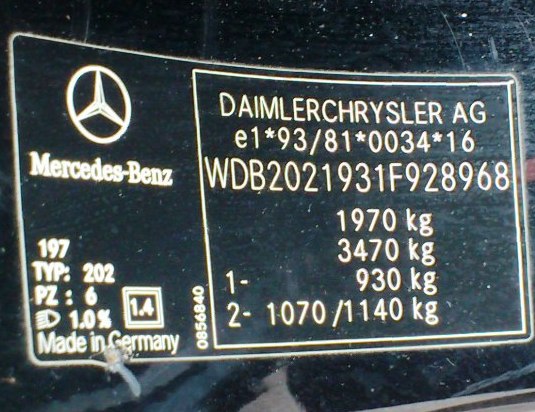 Mercedes-Benz
197
TYP: 202
PZ : 6
1.0%
1.4
Made in Germany
0856840
DAIMLERCHRYSLER AG
e1*93/81*0034*16
WDB2021931F928968
1970 kg
3470 kg
1- 930 kg
2- 1070/1140 kg